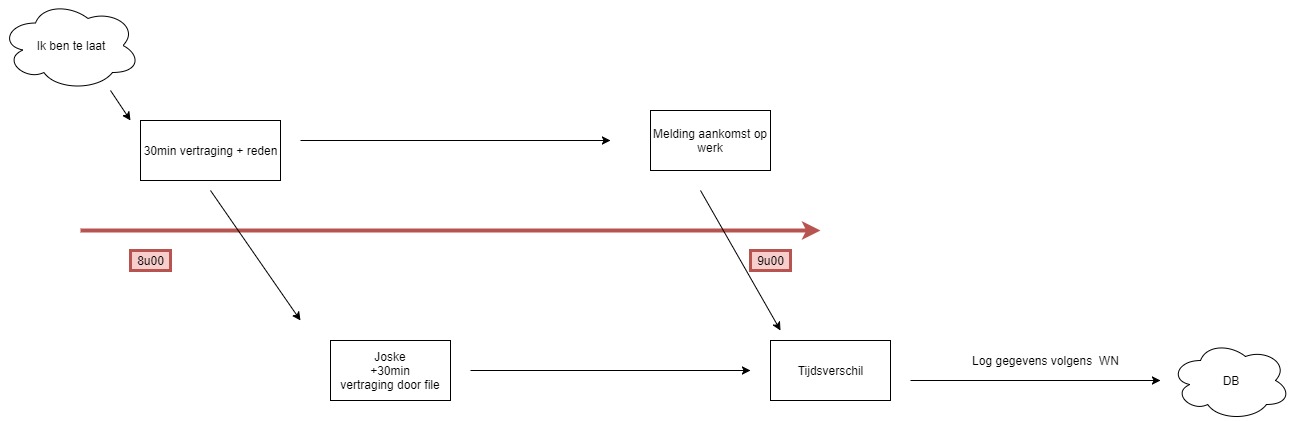 Ik ben te laat
30min vertraging + reden
Melding aankomst op
werk
8u00
9u00
Joske
+30min
vertraging door file
Tijdsverschil
Log gegevens volgens WN
DB